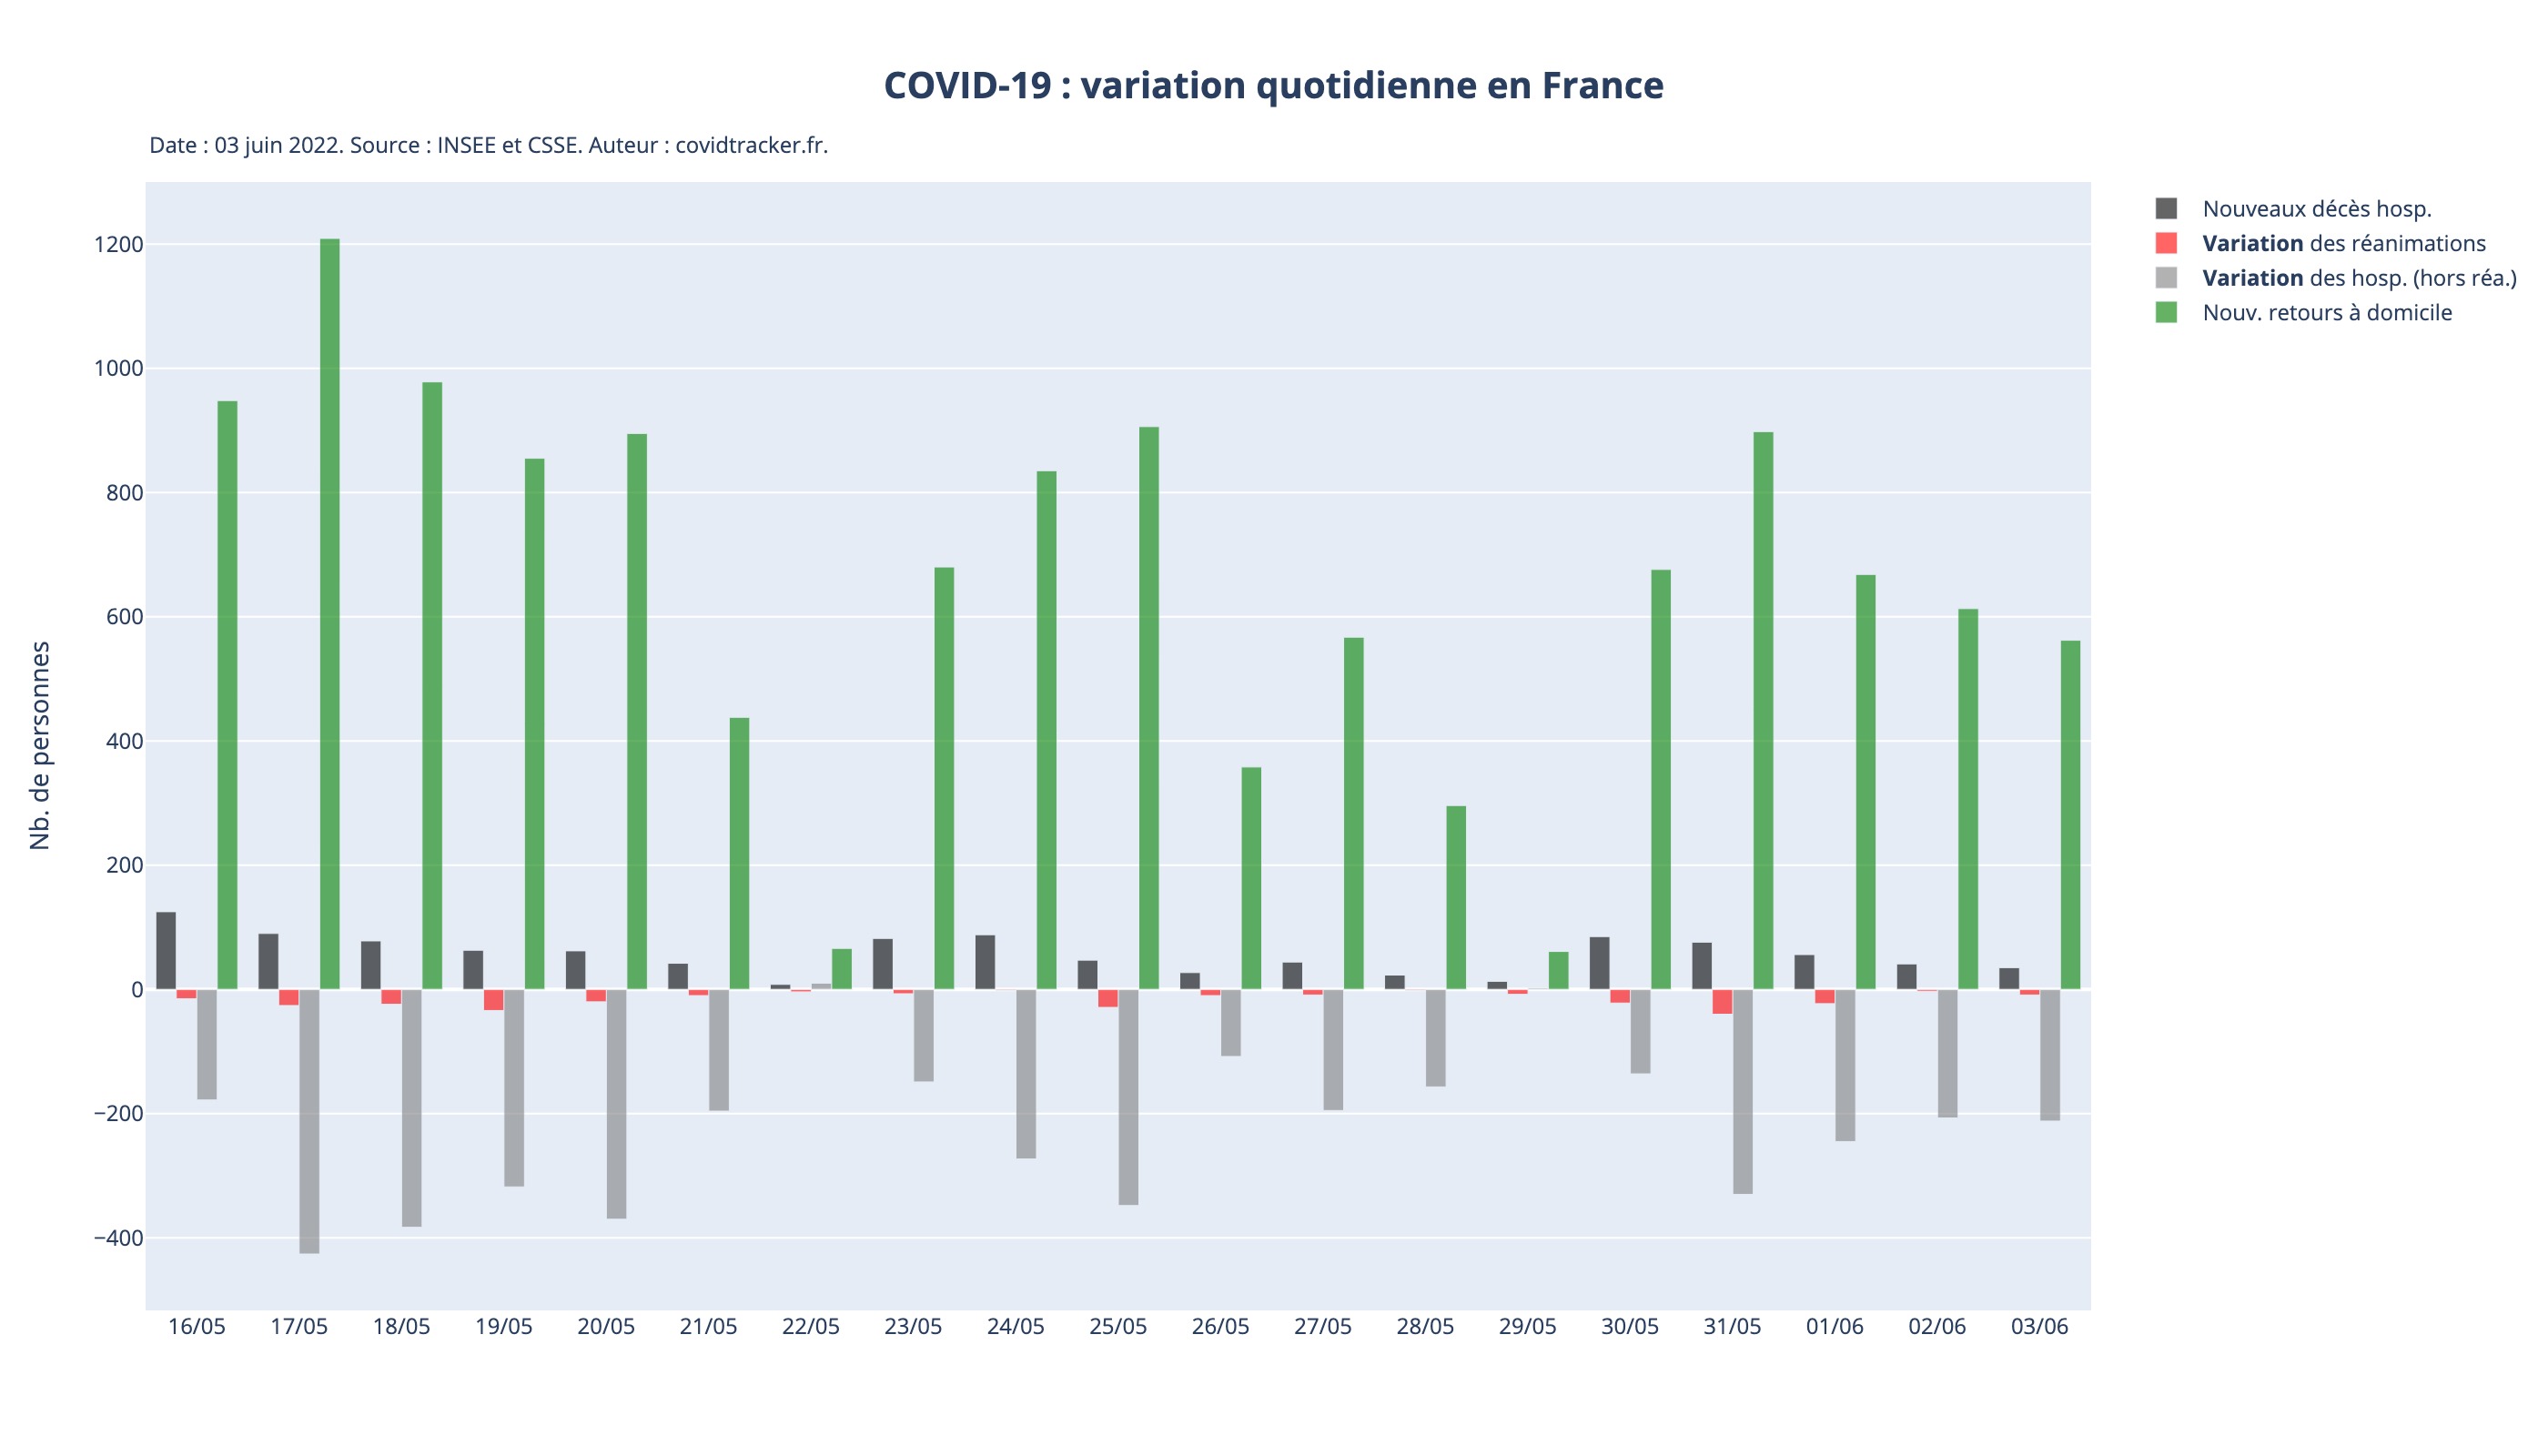 COVID-19 : variation quotidienne en France
Date : 03 juin 2022. Source : INSEE et CSSE. Auteur : covidtracker.fr.
Nouveaux décès hosp.
Variation des réanimations
Variation des hosp. (hors réa.)
Nouv. retours à domicile
Nb. de personnes
1200
1000
800
600
400
200
0
−200
−400
16/05 17/05 18/05 19/05 20/05 21/05 22/05 23/05 24/05 25/05 26/05 27/05 28/05 29/05 30/05 31/05 01/06 02/06 03/06